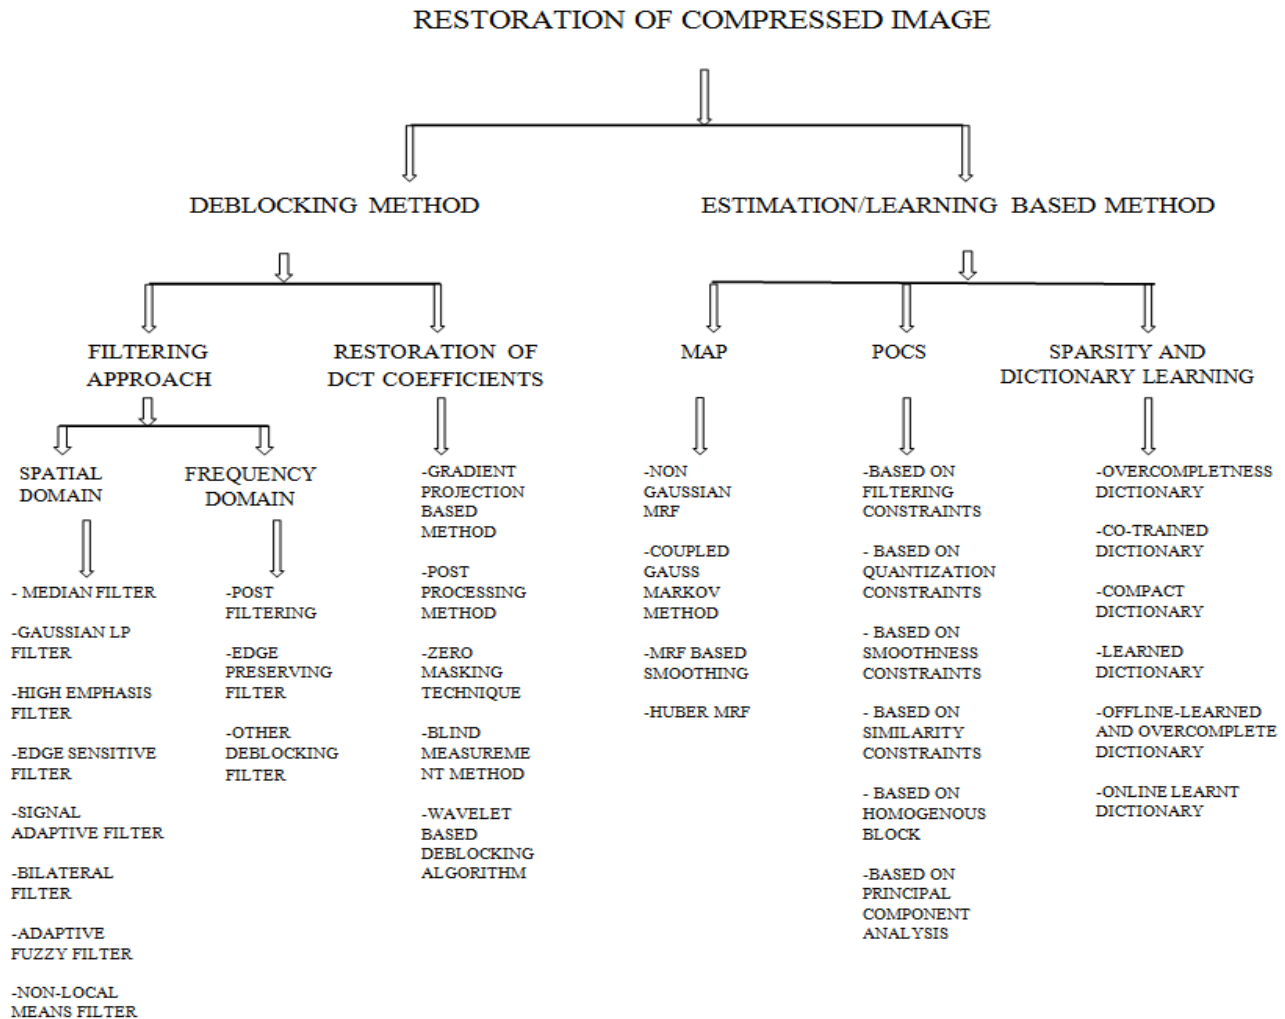 RESTORATION OF COMPRESSED IMAGE
DEBLOCKING METHOD
ESTIMATION/LEARNING BASED METHOD
FILTERING
APPROACH
RESTORATION OF
DCT COEFFICIENTS
MAP
POCS
SPARSITY AND
DICTIONARY LEARNING
SPATIAL
DOMAIN
FREQUENCY
DOMAIN
- MEDIAN FILTER
-GAUSSIAN LP
FILTER
-HIGH EMPHASIS
FILTER
-EDGE SENSITIVE
FILTER
-SIGNAL
ADAPTIVE FILTER
-BILATERAL
FILTER
-ADAPTIVE
FUZZY FILTER
-NON-LOCAL
MEANS FILTER
-POST
FILTERING
-EDGE
PRESERVING
FILTER
-OTHER
DEBLOCKING
FILTER
-GRADIENT
PROJECTION
BASED
METHOD
-POST
PROCESSING
METHOD
-ZERO
MASKING
TECHNIQUE
-BLIND
MEASUREME
NT METHOD
-WAVELET
BASED
DEBLOCKING
ALGORITHM
-NON
GAUSSIAN
MRF
-COUPLED
GAUSS
MARKOV
METHOD
-MRF BASED
SMOOTHING
-HUBER MRF
-BASED ON
FILTERING
CONSTRAINTS
- BASED ON
QUANTIZATION
CONSTRAINTS
- BASED ON
SMOOTHNESS
CONSTRAINTS
- BASED ON
SIMILARITY
CONSTRAINTS
- BASED ON
HOMOGENOUS
BLOCK
-BASED ON
PRINCIPAL
COMPONENT
ANALYSIS
-OVERCOMPLETNESS
DICTIONARY
-CO-TRAINED
DICTIONARY
-COMPACT
DICTIONARY
-LEARNED
DICTIONARY
-OFFLINE-LEARNED
AND OVERCOMPLETE
DICTIONARY
-ONLINE LEARNT
DICTIONARY